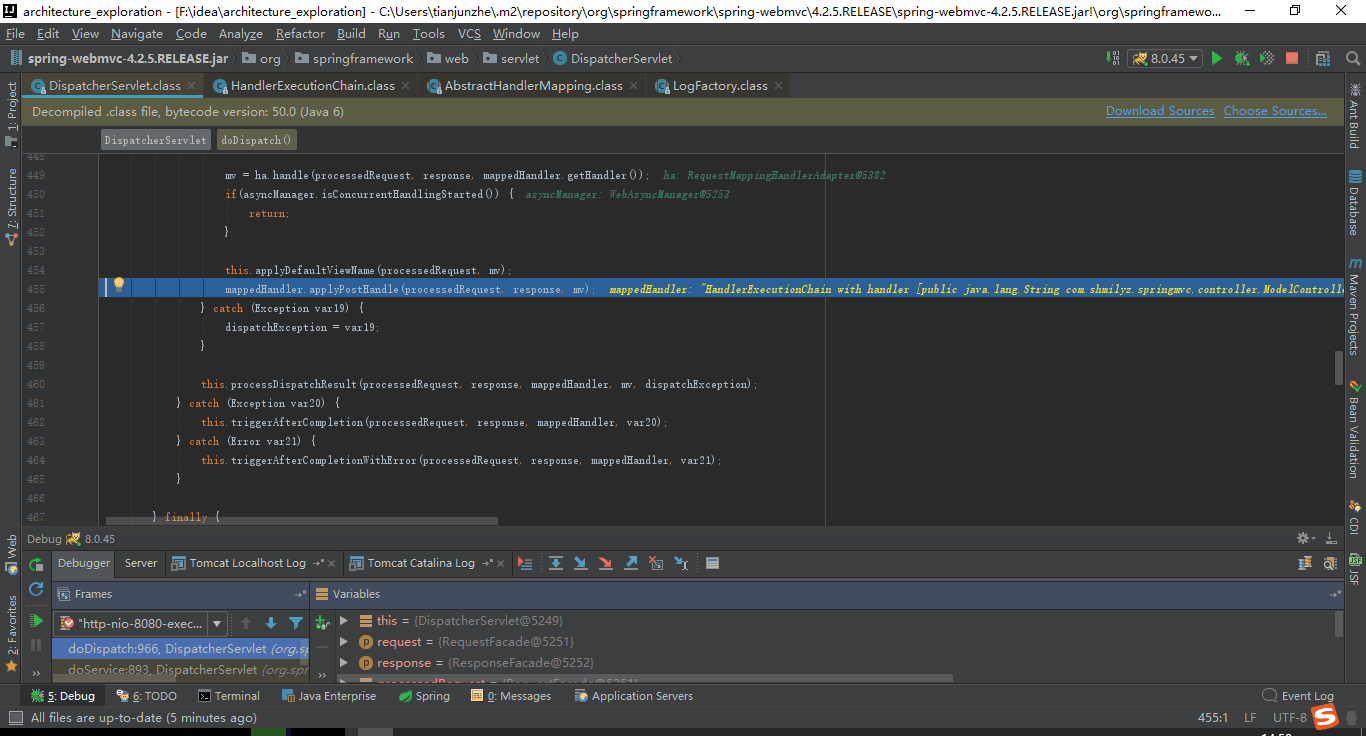 architecture_exploration - [F:\idea\architecture_exploration] - C:\Users\tianjunzhe\.m2\repository\org\springframework\spring-webmvc\4.2.5.RELEASE\spring-webmvc-4.2.5.RELEASE.jar!\org\springframewo...
File Edit View Navigate Code Analyze Refactor Build Run Tools VCS Window Help
spring-webmvc-4.2.5.RELEASE.jar org springframework web servlet DispatcherServlet 8.0.45
DispatcherServlet.class HandlerExecutionChain.class AbstractHandlerMapping.class LogFactory.class
Decompiled .class file, bytecode version: 50.0 (Java 6) Download Sources Choose Sources...
DispatcherServlet doDispatch()
448
449 mv = ha.handle(processedRequest, response, mappedHandler.getHandler()); ha: RequestMappingHandlerAdapter@5382
450 if(asyncManager.isConcurrentHandlingStarted()) { asyncManager: WebAsyncManager@5253
451 return;
452 }
453
454 this.applyDefaultViewName(processedRequest, mv);
455 mappedHandler.applyPostHandle(processedRequest, response, mv); mappedHandler: "HandlerExecutionChain with handler [public java.lang.String com.shmilyz.springmvc.controller.ModelControlle
456 } catch (Exception var19) {
457 dispatchException = var19;
458 }
459
460 this.processDispatchResult(processedRequest, response, mappedHandler, mv, dispatchException);
461 } catch (Exception var20) {
462 this.triggerAfterCompletion(processedRequest, response, mappedHandler, var20);
463 } catch (Error var21) {
464 this.triggerAfterCompletionWithError(processedRequest, response, mappedHandler, var21);
465 }
466
467 } finally {
1: Project
7: Structure
Web
2: Favorites
Ant Build
Database
Maven Projects
Bean Validation
CDI
JSF
Debug 8.0.45
Debugger Server Tomcat Localhost Log Tomcat Catalina Log
Frames Variables
"http-nio-8080-exec... this = {DispatcherServlet@5249}
request = {RequestFacade@5251}
doDispatch:966, DispatcherServlet (org.sp
response = {ResponseFacade@5252}
doService:893, DispatcherServlet (org.spr
processedRequest = {RequestFacade@5251}
5: Debug 6: TODO Terminal Java Enterprise Spring 0: Messages Application Servers Event Log
All files are up-to-date (5 minutes ago) 455:1 LF UTF-8